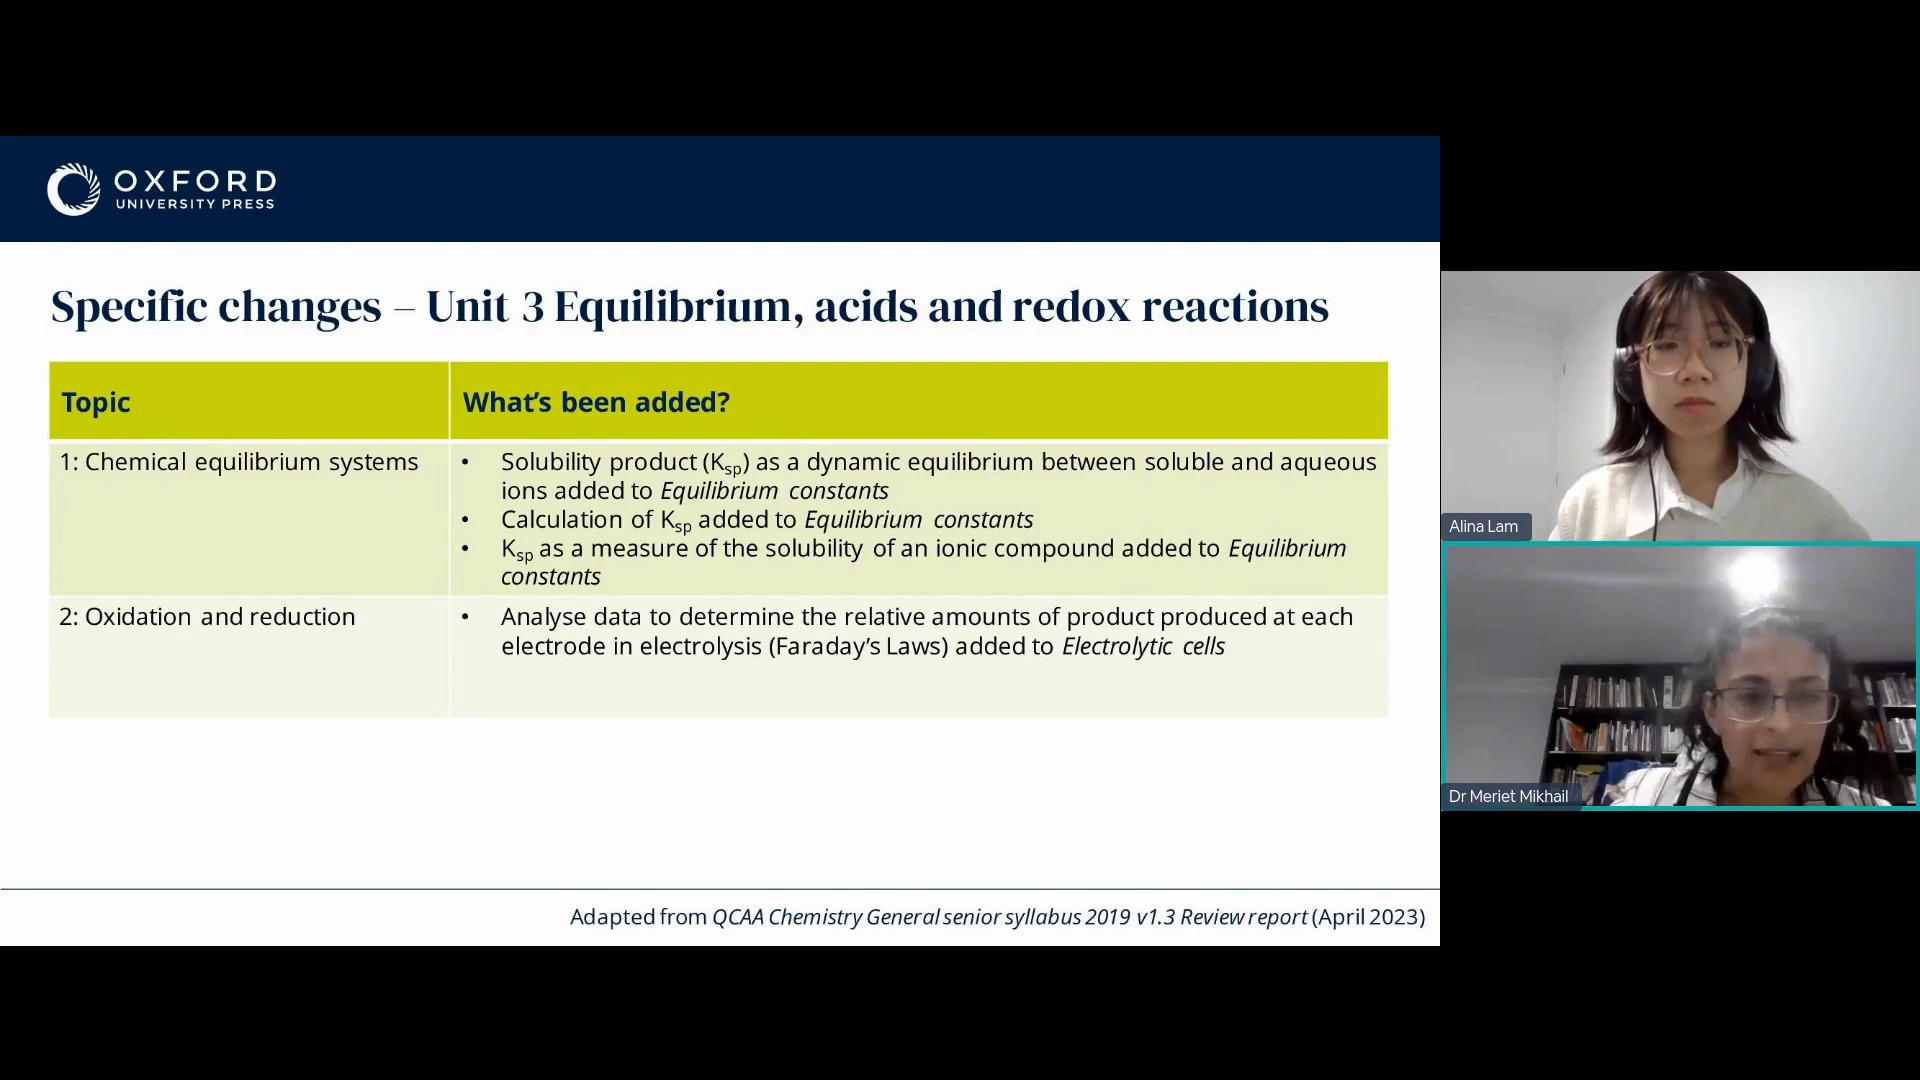 OXFORD
UNIVERSITY PRESS
Specific changes – Unit 3 Equilibrium, acids and redox reactions
Topic
What's been added?
1: Chemical equilibrium systems
• Solubility product (Ksp) as a dynamic equilibrium between soluble and aqueous
ions added to Equilibrium constants
• Calculation of Ksp added to Equilibrium constants
• Ksp as a measure of the solubility of an ionic compound added to Equilibrium
constants
2: Oxidation and reduction
• Analyse data to determine the relative amounts of product produced at each
electrode in electrolysis (Faraday's Laws) added to Electrolytic cells
Adapted from QCAA Chemistry General senior syllabus 2019 v1.3 Review report (April 2023)
Alina Lam
Dr Meriet Mikhail